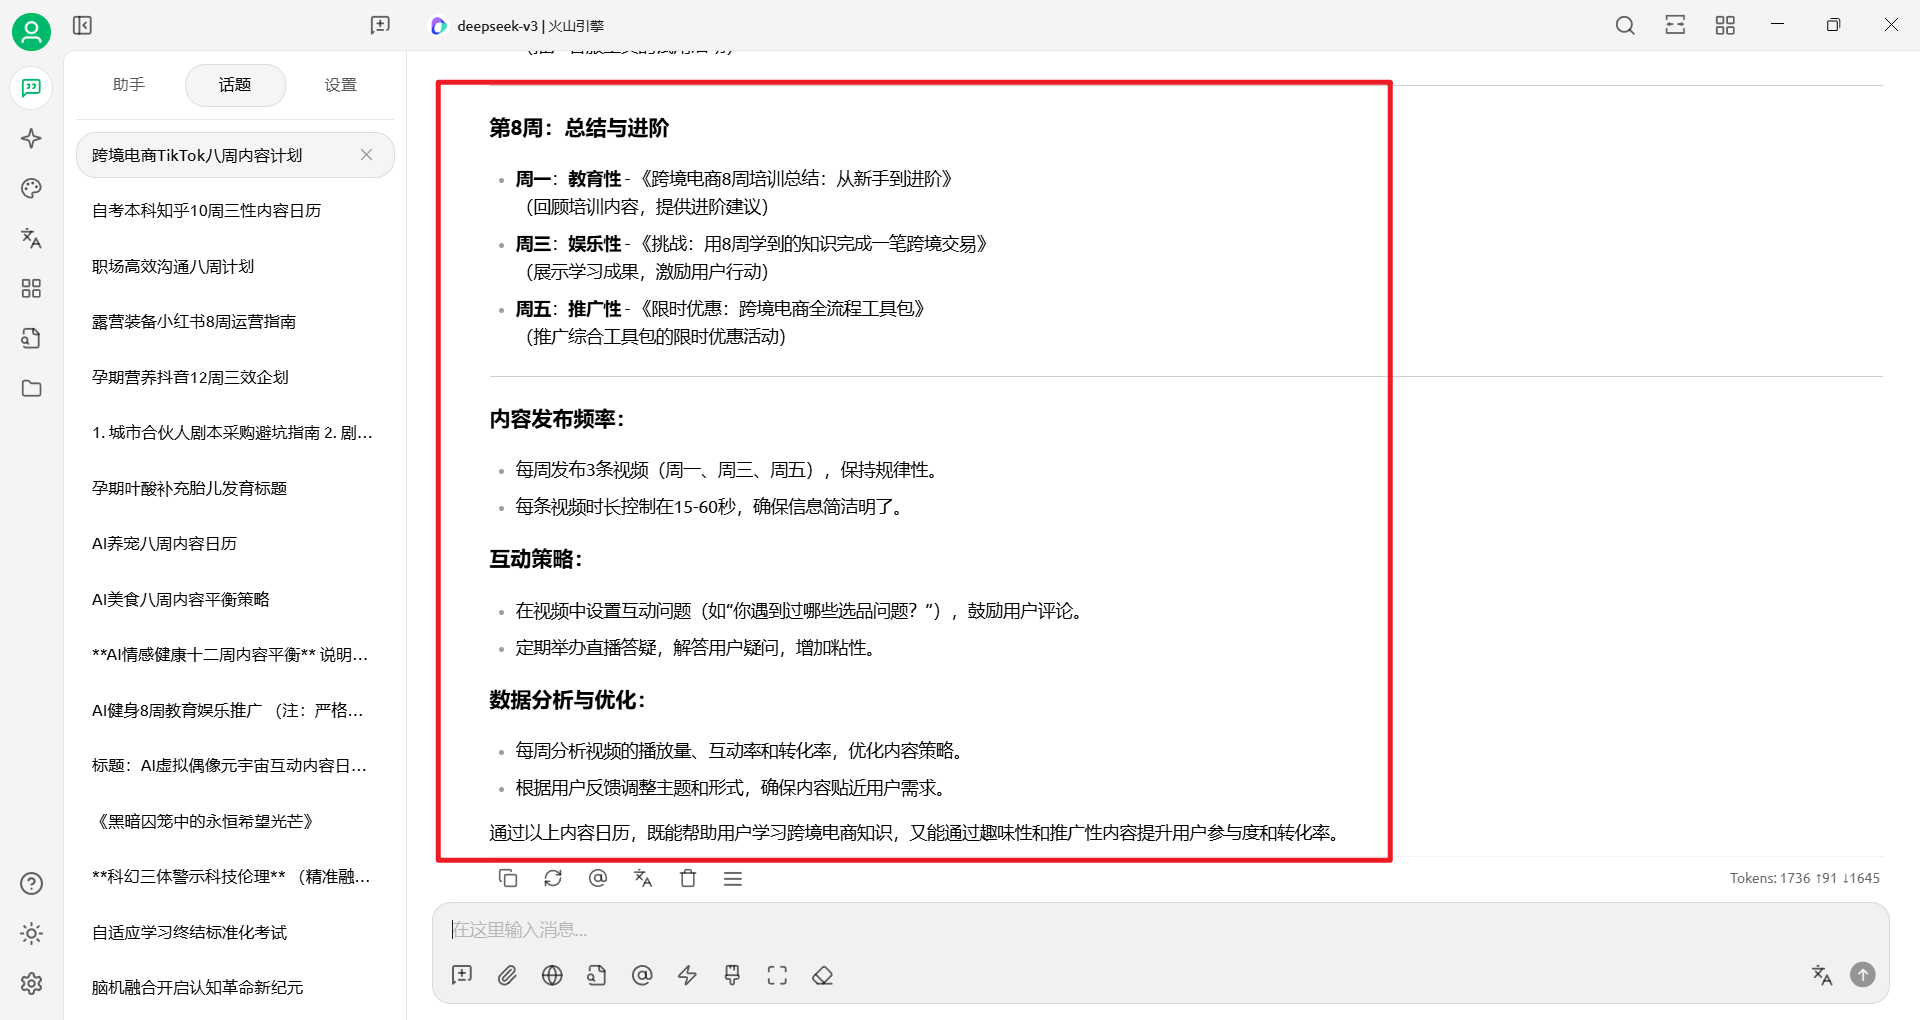 deepseek-v3 | 火山引擎
助手
话题
设置
跨境电商TikTok八周内容计划
自考本科知乎10周三性内容日历
职场高效沟通八周计划
露营装备小红书8周运营指南
孕期营养抖音12周三效企划
1. 城市合伙人剧本采购避坑指南 2. 剧...
孕期叶酸补充胎儿发育标题
AI养宠八周内容日历
AI美食八周内容平衡策略
**AI情感健康十二周内容平衡** 说明...
AI健身8周教育娱乐推广 （注：严格...
标题：AI虚拟偶像元宇宙互动内容日...
《黑暗囚笼中的永恒希望光芒》
**科幻三体警示科技伦理** （精准融...
自适应学习终结标准化考试
脑机融合开启认知革命新纪元
第8周：总结与进阶
周一：教育性 - 《跨境电商8周培训总结：从新手到进阶》
（回顾培训内容，提供进阶建议）
周三：娱乐性 - 《挑战：用8周学到的知识完成一笔跨境交易》
（展示学习成果，激励用户行动）
周五：推广性 - 《限时优惠：跨境电商全流程工具包》
（推广综合工具包的限时优惠活动）
内容发布频率：
每周发布3条视频（周一、周三、周五），保持规律性。
每条视频时长控制在15-60秒，确保信息简洁明了。
互动策略：
在视频中设置互动问题（如“你遇到过哪些选品问题？”），鼓励用户评论。
定期举办直播答疑，解答用户疑问，增加粘性。
数据分析与优化：
每周分析视频的播放量、互动率和转化率，优化内容策略。
根据用户反馈调整主题和形式，确保内容贴近用户需求。
通过以上内容日历，既能帮助用户学习跨境电商知识，又能通过趣味性和推广性内容提升用户参与度和转化率。
Tokens: 1736 ↑91 ↓1645
在这里输入消息...